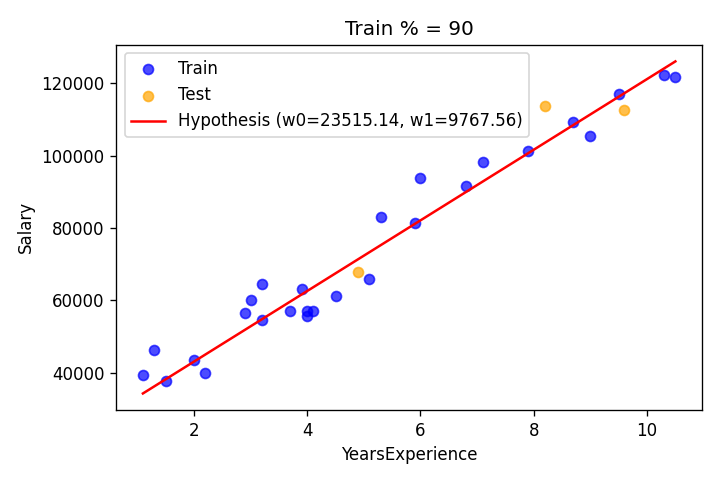 Train % = 90
Train
Test
Hypothesis (w0=23515.14, w1=9767.56)
120000
100000
80000
60000
40000
Salary
2 4 6 8 10
YearsExperience